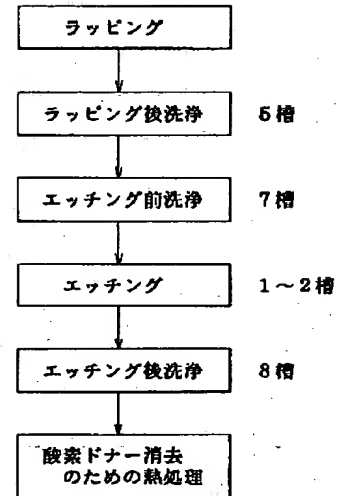 ラッピング
ラッピング後洗浄 5槽
エッチング前洗浄 7槽
エッチング 1~2槽
エッチング後洗浄 8槽
酸素ドナー消去
のための熱処理